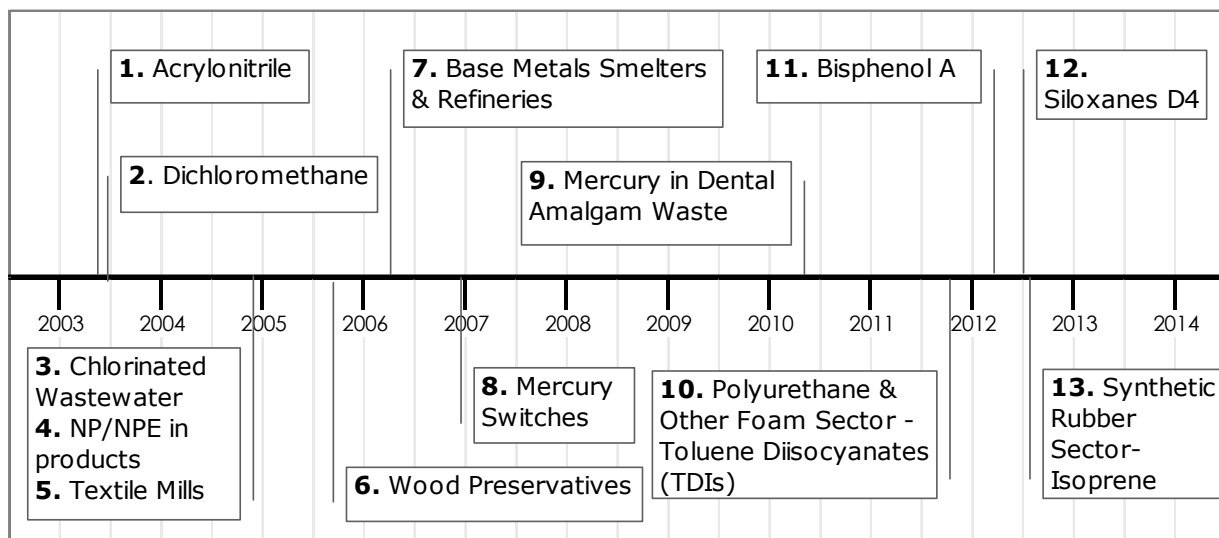 1. Acrylonitrile
7. Base Metals Smelters
& Refineries
11. Bisphenol A
12.
Siloxanes D4
2. Dichloromethane
9. Mercury in Dental
Amalgam Waste
2003 2004 2005 2006 2007 2008 2009 2010 2011 2012 2013 2014
3. Chlorinated
Wastewater
4. NP/NPE in
products
5. Textile Mills
8. Mercury
Switches
6. Wood Preservatives
10. Polyurethane &
Other Foam Sector -
Toluene Diisocyanates
(TDIs)
13. Synthetic
Rubber
Sector-
Isoprene